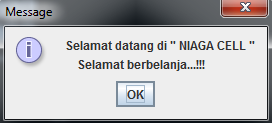 Message
Selamat datang di " NIAGA CELL "
Selamat berbelanja...!!!
OK